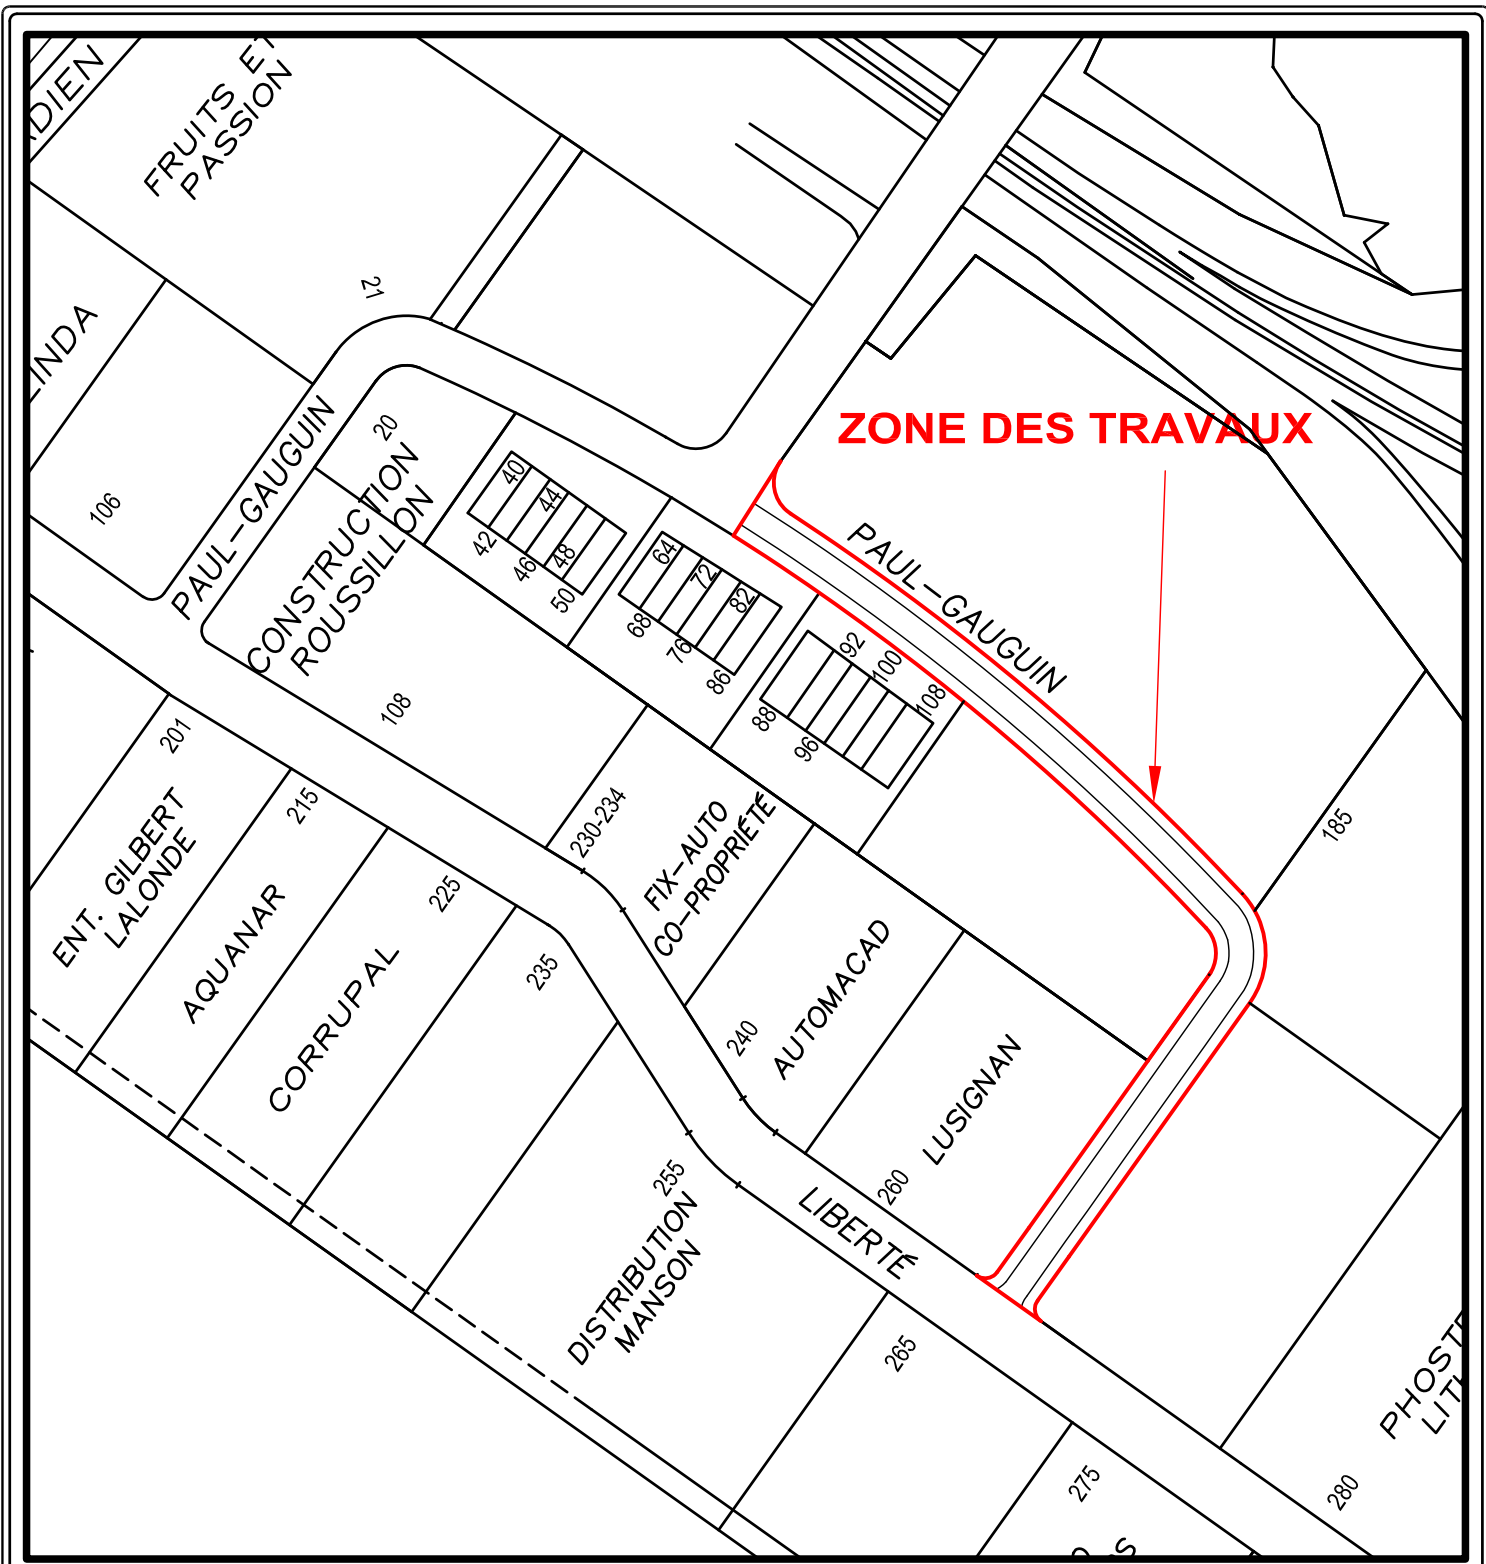 FRUITS ET
PASSION
21
106
PAUL-GAUGUIN
20
CONSTRUCTION
ROUSSILLON
40
42
44
46
48
50
64
68
72
76
82
86
88
92
96
100
108
ZONE DES TRAVAUX
PAUL-GAUGUIN
185
108
201
ENT. GILBERT
LALONDE
215
AQUANAR
225
CORRUPAL
230-234
FIX-AUTO
CO-PROPRIÉTÉ
235
240
AUTOMACAD
LUSIGNAN
255
DISTRIBUTION
MANSON
260
LIBERTÉ
265
275
280